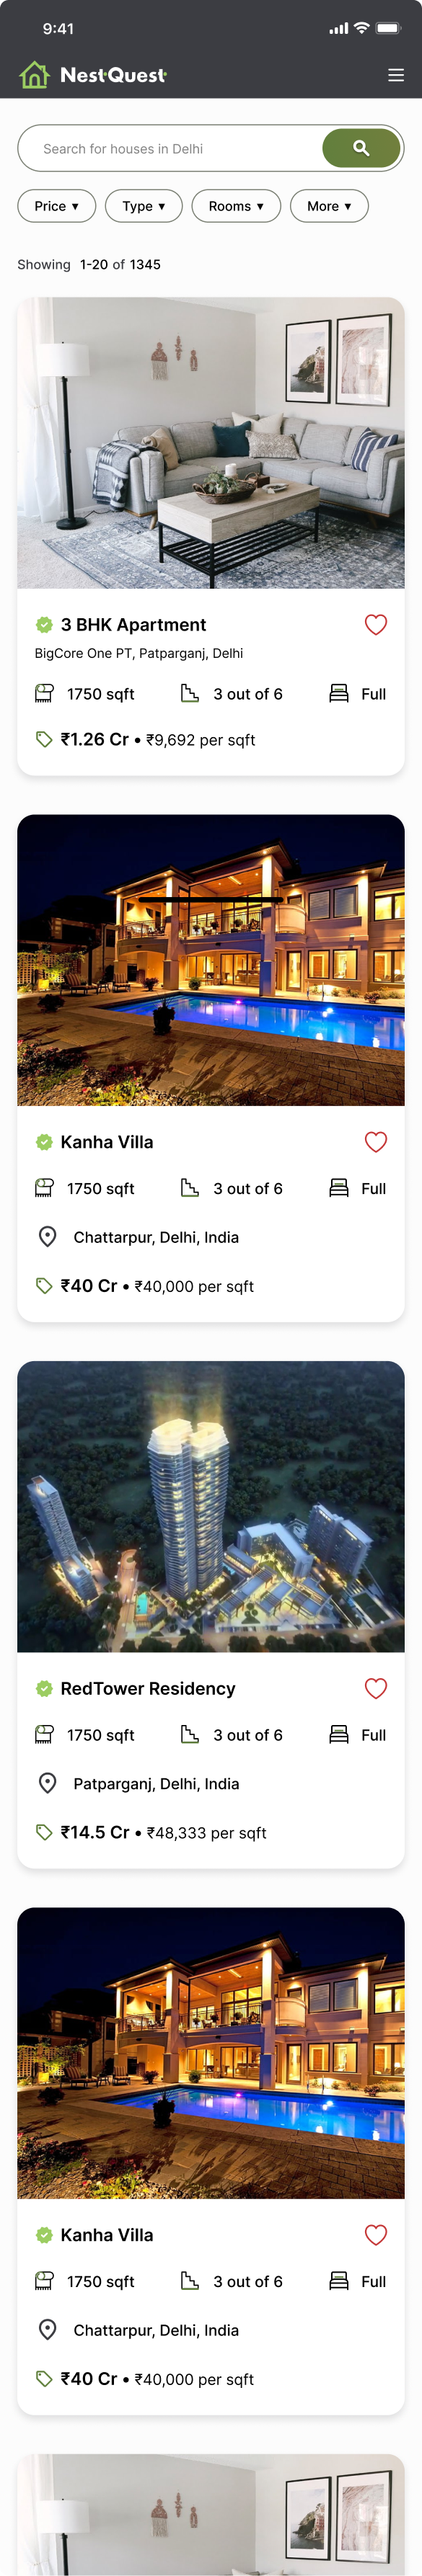 9:41
NestQuest
Search for houses in Delhi
Price ▼ Type ▼ Rooms ▼ More ▼
Showing 1-20 of 1345
3 BHK Apartment
BigCore One PT, Patparganj, Delhi
1750 sqft 3 out of 6 Full
₹1.26 Cr • ₹9,692 per sqft
Kanha Villa
1750 sqft 3 out of 6 Full
Chattarpur, Delhi, India
₹40 Cr • ₹40,000 per sqft
RedTower Residency
1750 sqft 3 out of 6 Full
Patparganj, Delhi, India
₹14.5 Cr • ₹48,333 per sqft
Kanha Villa
1750 sqft 3 out of 6 Full
Chattarpur, Delhi, India
₹40 Cr • ₹40,000 per sqft